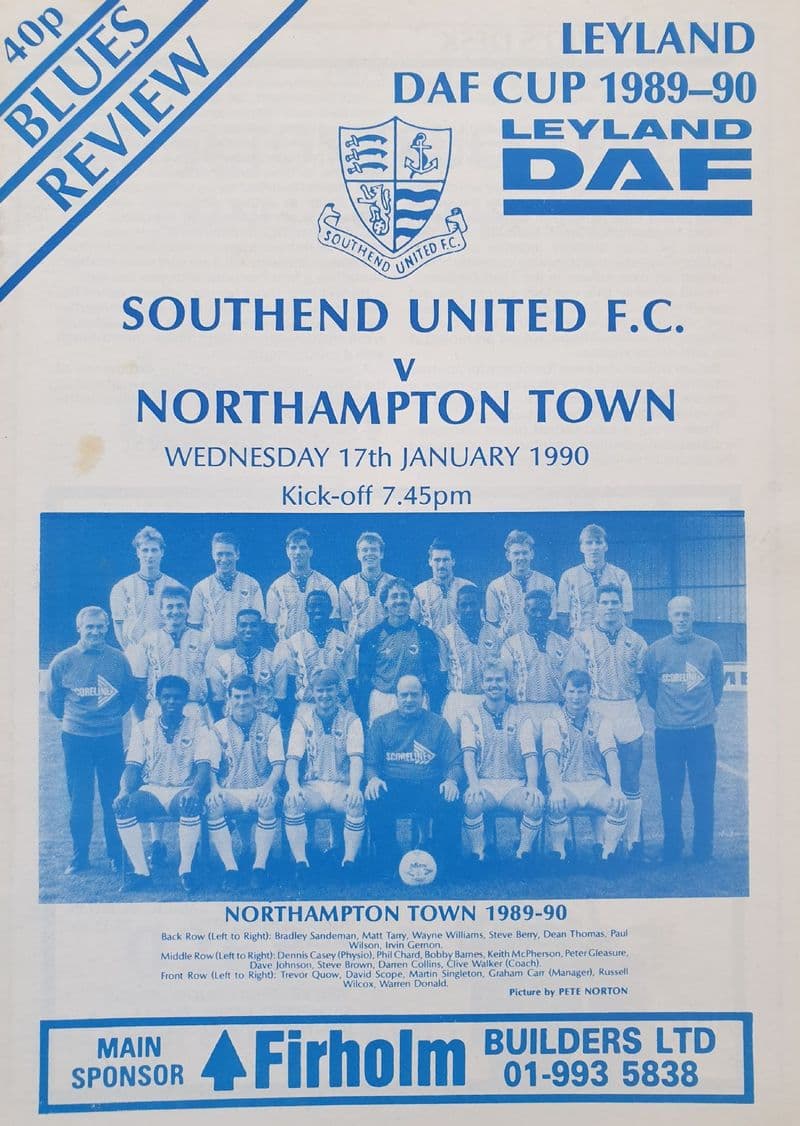 40p
BLUES
REVIEW
LEYLAND
DAF CUP 1989–90
LEYLAND
DAF
SOUTHEND UNITED F.C.
SOUTHEND UNITED F.C.
v
NORTHAMPTON TOWN
WEDNESDAY 17th JANUARY 1990
Kick-off 7.45pm
SCORELINE
SCORELINE
SCORELINE
NORTHAMPTON TOWN 1989-90
Back Row (Left to Right): Bradley Sandeman, Matt Tarry, Wayne Williams, Steve Berry, Dean Thomas, Paul
Wilson, Irvin Gernon.
Middle Row (Left to Right): Dennis Casey (Physio), Phil Chard, Bobby Barnes, Keith McPherson, Peter Gleasure,
Dave Johnson, Steve Brown, Darren Collins, Clive Walker (Coach).
Front Row (Left to Right): Trevor Quow, David Scope, Martin Singleton, Graham Carr (Manager), Russell
Wilcox, Warren Donald.
Picture by PETE NORTON
MAIN
SPONSOR
Firholm
BUILDERS LTD
01-993 5838